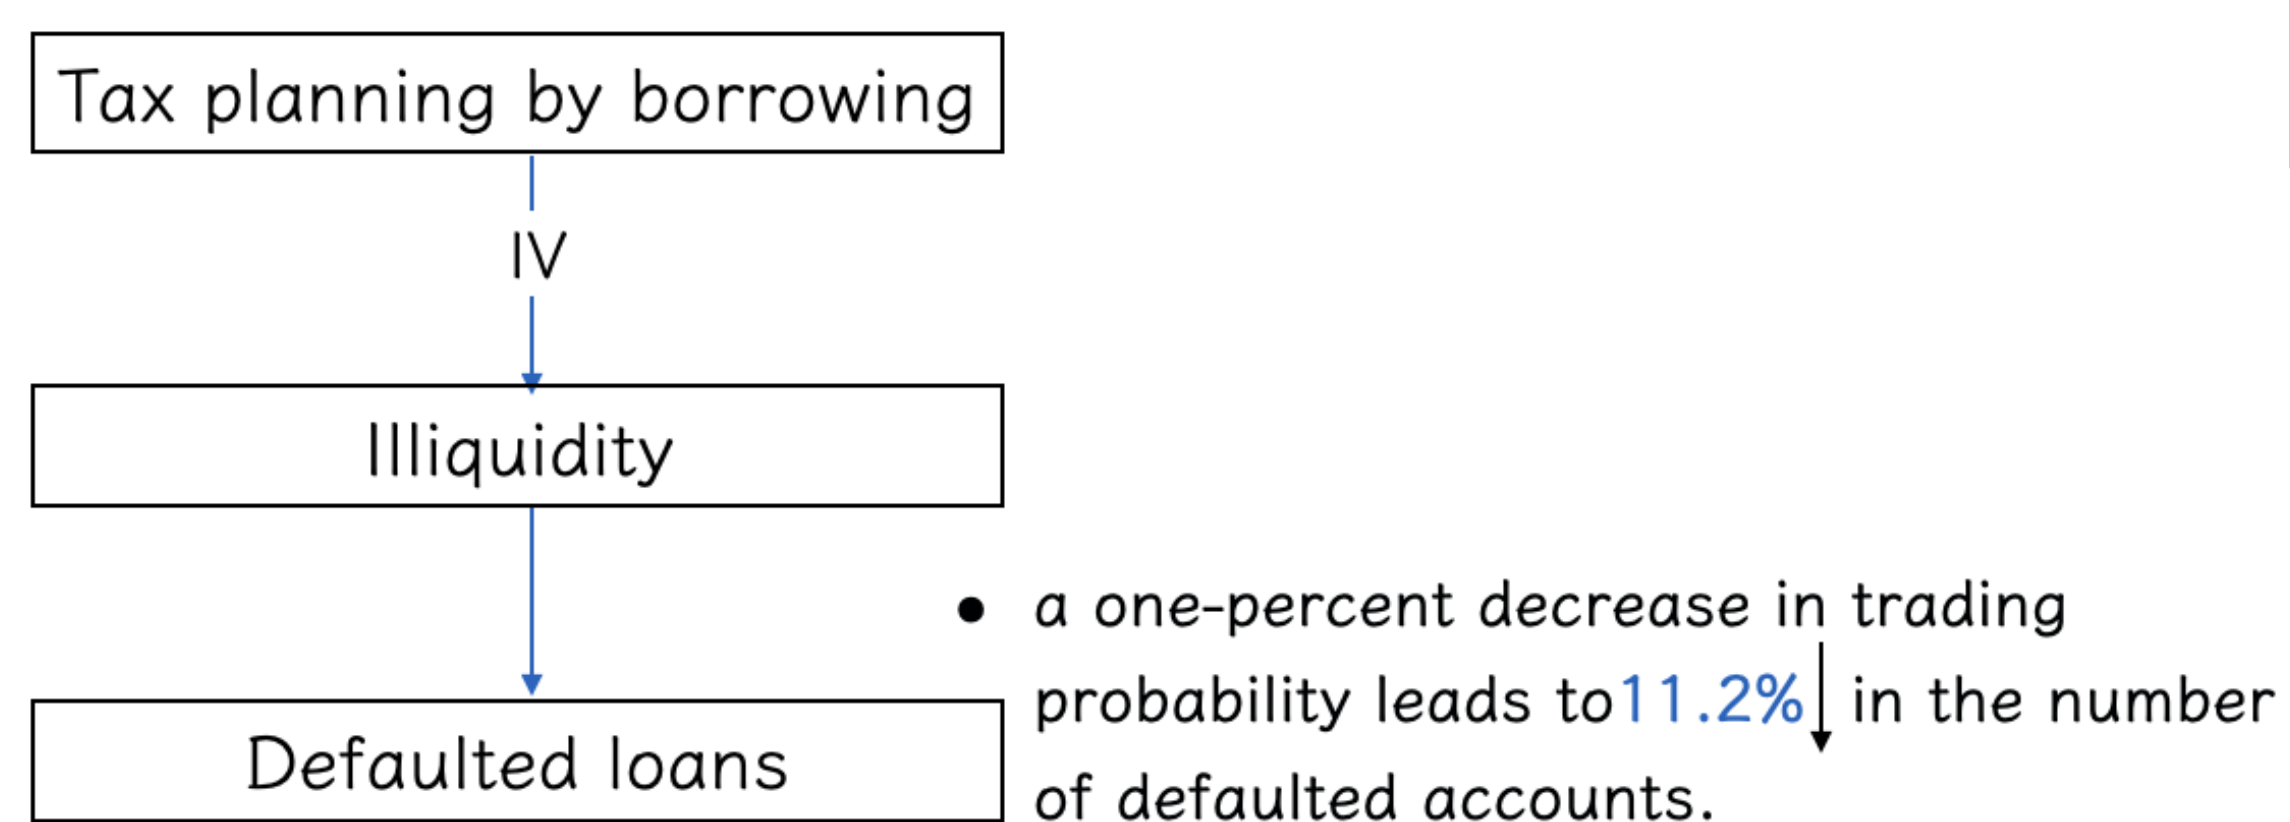 Tax planning by borrowing
IV
Illiquidity
• a one-percent decrease in trading
probability leads to11.2%↓ in the number
of defaulted accounts.
Defaulted loans